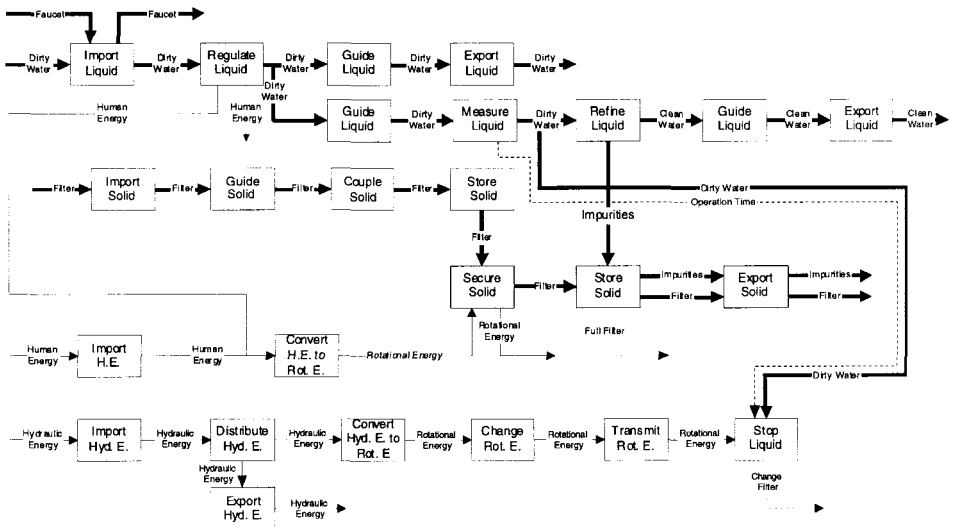 Faucet
Faucet
Dirty
Water
Import
Liquid
Dirty
Water
Regulate
Liquid
Dirty
Water
Guide
Liquid
Dirty
Water
Export
Liquid
Dirty
Water
Dirty
Water
Human
Energy
Human
Energy
Guide
Liquid
Dirty
Water
Measure
Liquid
Dirty
Water
Refine
Liquid
Clean
Water
Guide
Liquid
Clean
Water
Export
Liquid
Clean
Water
Filter
Import
Solid
Filter
Guide
Solid
Filter
Couple
Solid
Filter
Store
Solid
Dirty Water
Operation Time
Impurities
Filter
Secure
Solid
Filter
Store
Solid
Impurities
Filter
Export
Solid
Impurities
Filter
Rotational
Energy
Full Filter
Human
Energy
Import
H.E.
Human
Energy
Convert
H.E. to
Rot. E.
Rotational Energy
Dirty Water
Hydraulic
Energy
Import
Hyd. E.
Hydraulic
Energy
Distribute
Hyd. E.
Hydraulic
Energy
Convert
Hyd. E. to
Rot. E
Rotational
Energy
Change
Rot. E.
Rotational
Energy
Transmit
Rot. E.
Rotational
Energy
Stop
Liquid
Hydraulic
Energy
Change
Filter
Export
Hyd. E.
Hydraulic
Energy